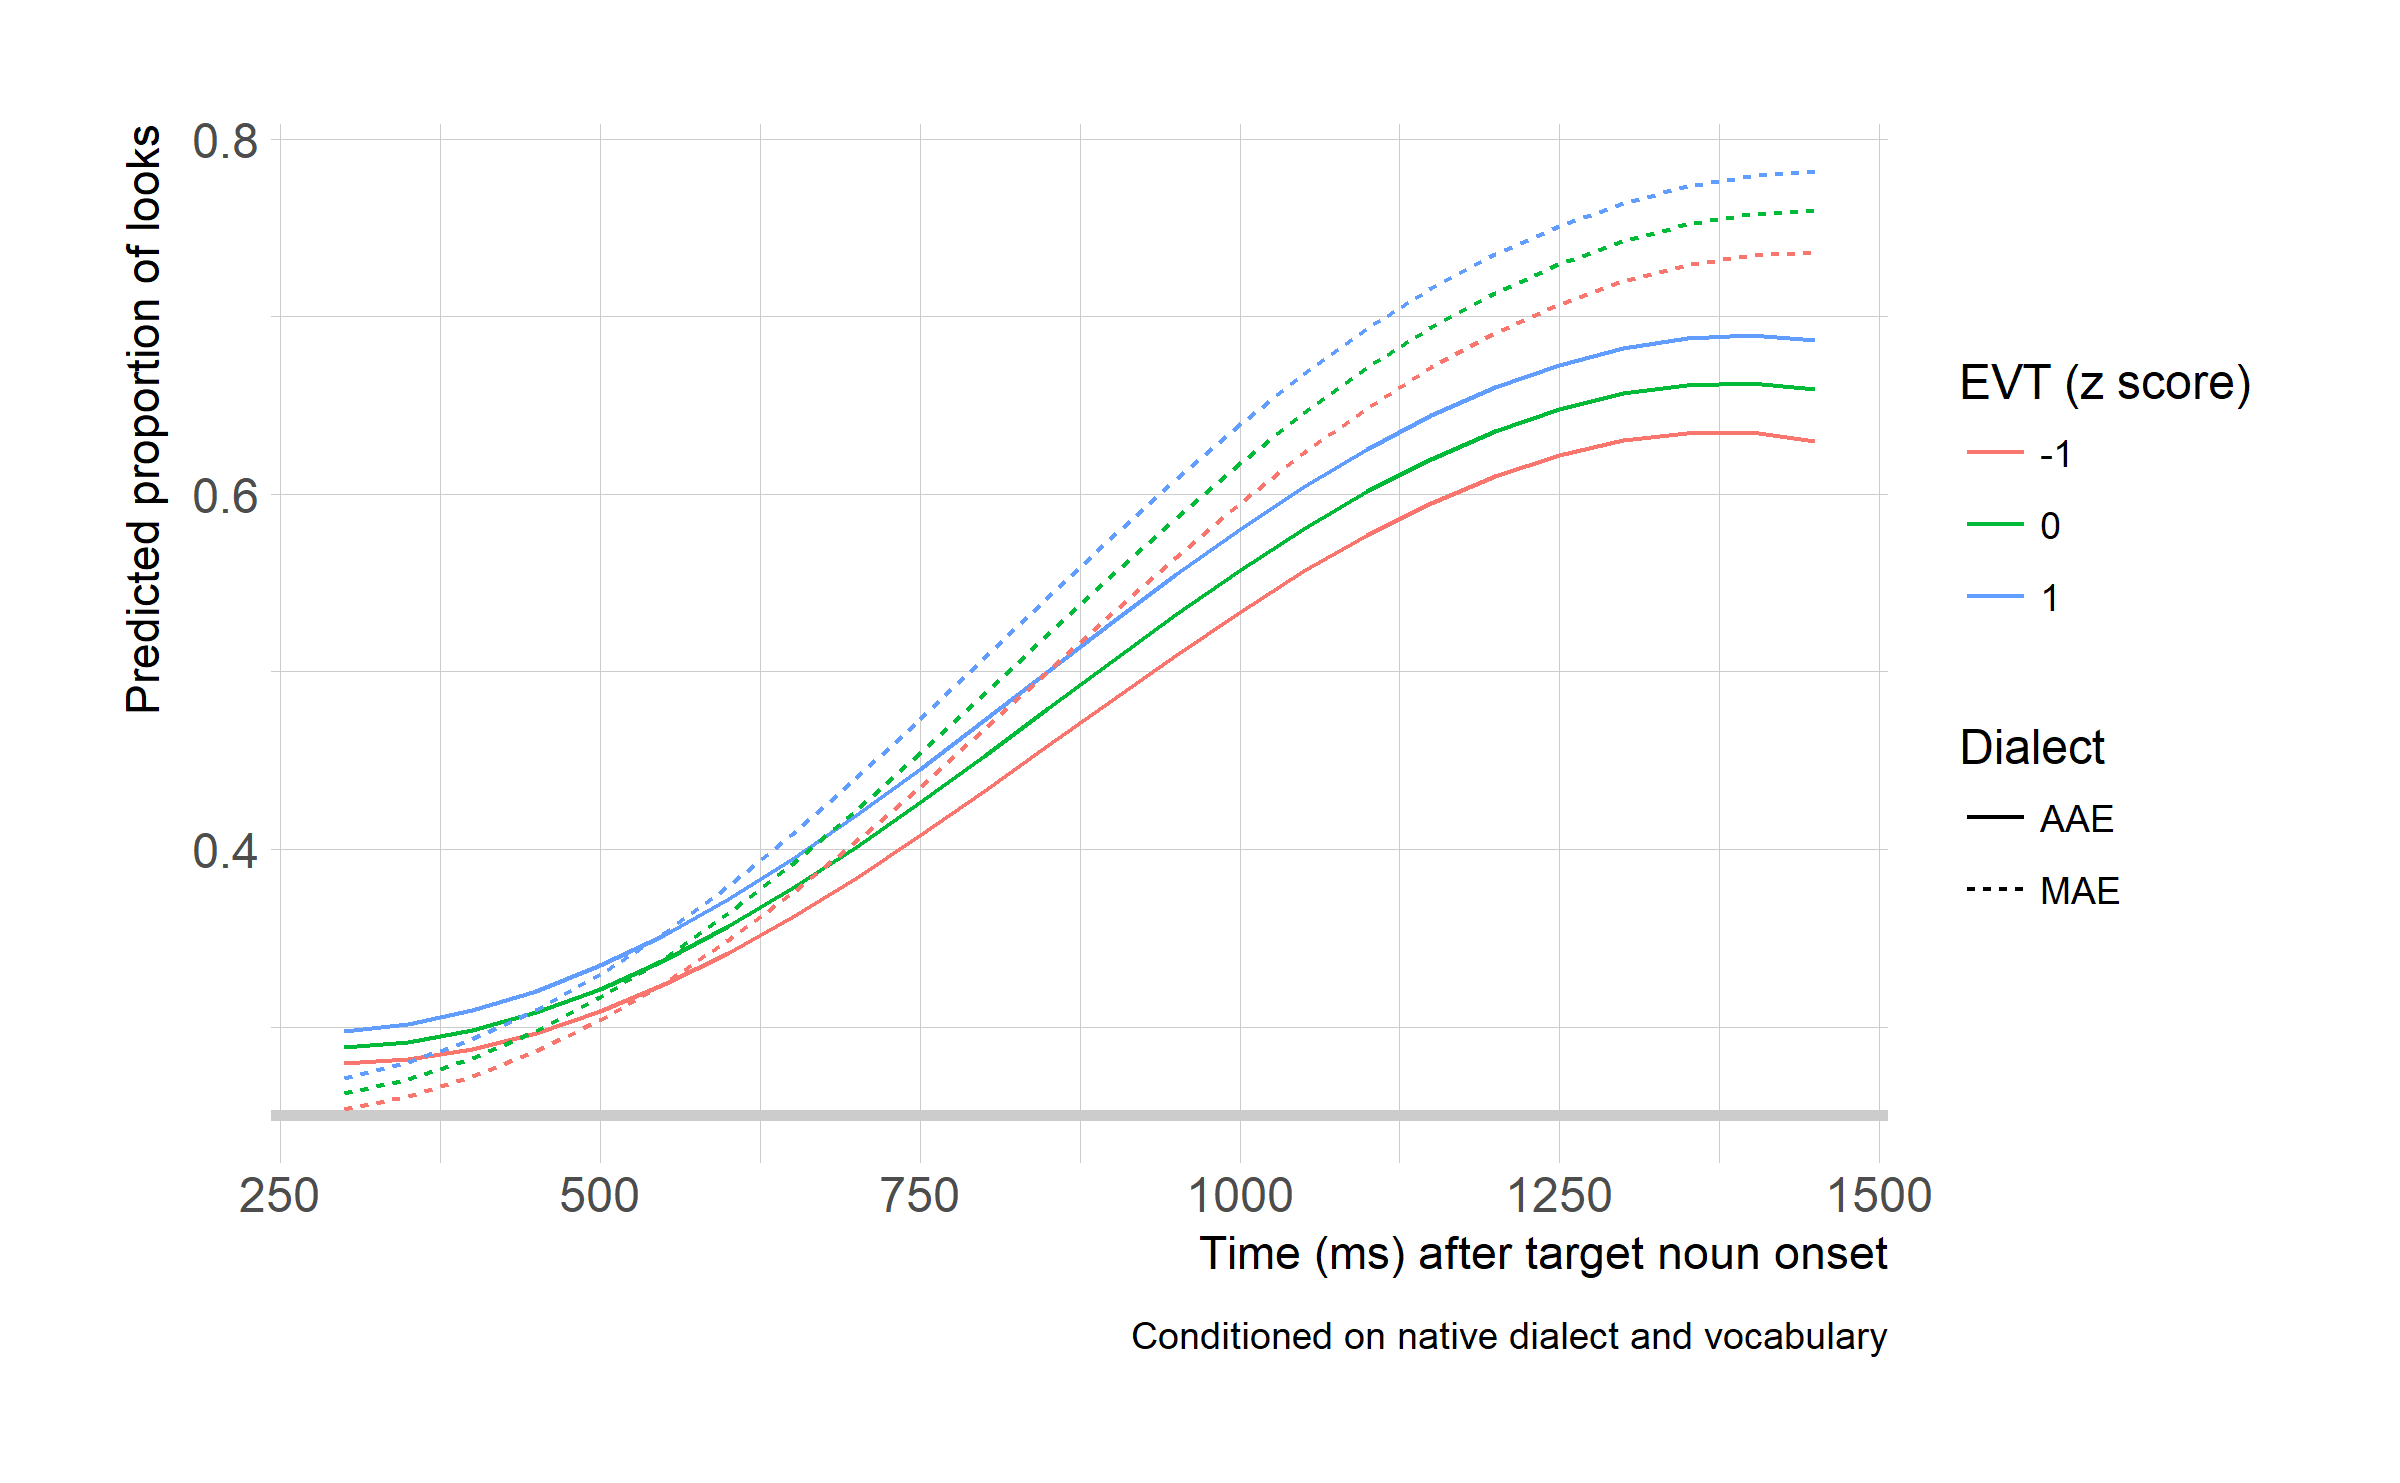 Predicted proportion of looks
0.8
0.6
0.4
250 500 750 1000 1250 1500
Time (ms) after target noun onset
Conditioned on native dialect and vocabulary
EVT (z score)
-1
0
1
Dialect
AAE
MAE